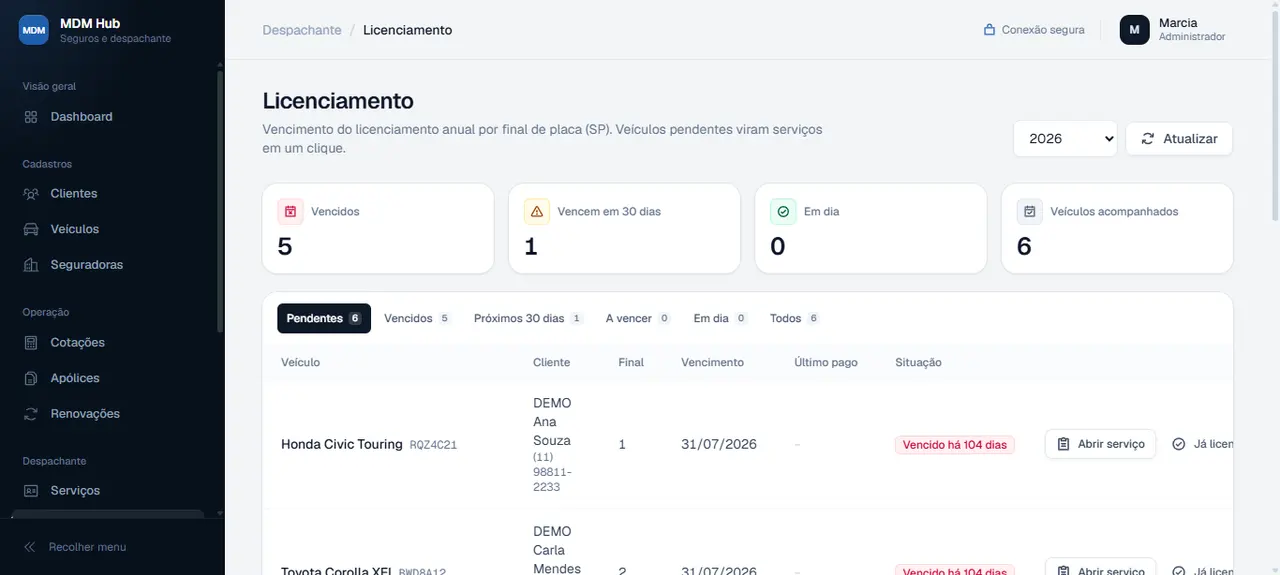 MDM
MDM Hub
Seguros e despachante
Visão geral
Dashboard
Cadastros
Clientes
Veículos
Seguradoras
Operação
Cotações
Apólices
Renovações
Despachante
Serviços
Recolher menu
Despachante / Licenciamento
Conexão segura
M
Marcia
Administrador
Licenciamento
Vencimento do licenciamento anual por final de placa (SP). Veículos pendentes viram serviços
em um clique.
2026
Atualizar
Vencidos
5
Vencem em 30 dias
1
Em dia
0
Veículos acompanhados
6
Pendentes 6
Vencidos 5
Próximos 30 dias 1
A vencer 0
Em dia 0
Todos 6
Veículo Cliente Final Vencimento Último pago Situação
Honda Civic Touring RQZ4C21
DEMO
Ana
Souza
(11)
98811-
2233
1
31/07/2026
–
Vencido há 104 dias
Abrir serviço
Já licen
Toyota Corolla XEI BWD8A12
DEMO
Carla
Mendes
2
31/07/2026
–
Vencido há 104 dias
Abrir serviço
Já licen